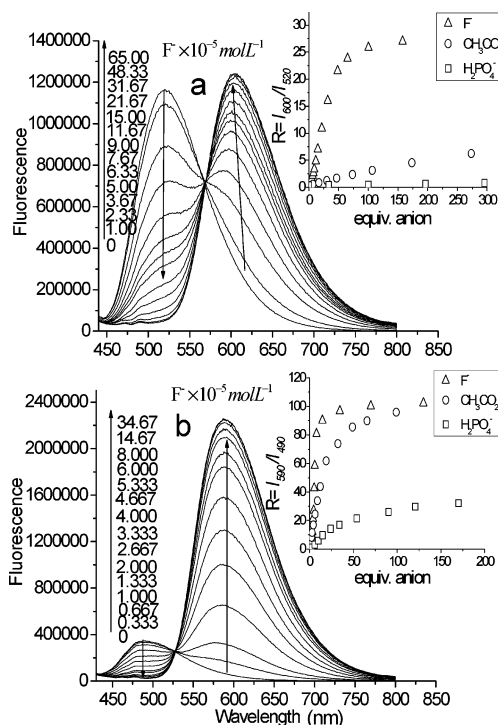 F⁻×10⁻⁵ molL⁻¹
65.00
48.33
31.67
21.67
15.00
11.67
9.00
7.67
6.33
5.00
3.67
2.33
1.00
0
a
Fluorescence
1400000
1200000
1000000
800000
600000
400000
200000
0
450 500 550 600 650 700 750 800 850
R= I600/I520
30
25
20
15
10
5
0
0 50 100 150 200 250 300
equiv. anion
F⁻
CH₃CO
H₂PO₄⁻
F⁻×10⁻⁵ molL⁻¹
34.67
14.67
8.000
6.000
5.333
4.667
4.000
3.333
2.667
2.000
1.333
1.000
0.667
0.333
0
b
Fluorescence
2400000
2000000
1600000
1200000
800000
400000
0
450 500 550 600 650 700 750 800 850
Wavelength (nm)
R= I590/I490
120
100
80
60
40
20
0
0 50 100 150 200
equiv. anion
F⁻
CH₃CO₂
H₂PO₄⁻